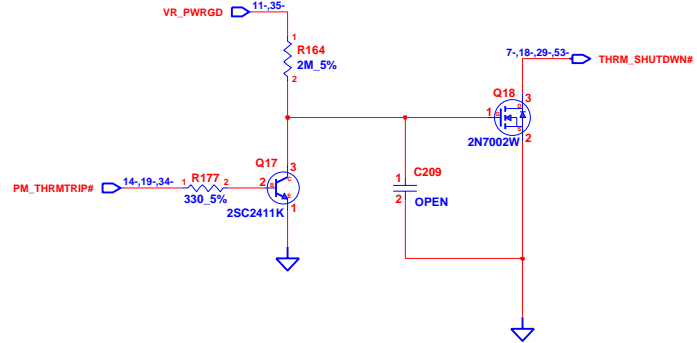 VR_PWRGD
11-,35-
1
R164
2M_5%
2
7-,18-,29-,53-
THRM_SHUTDWN#
Q18
3
D
1
G
S
2
2N7002W
Q17
3
C
14-,19-,34-
R177
PM_THRMTRIP#
1
2
2
B
330_5%
E
2SC2411K
1
1
C209
2
OPEN